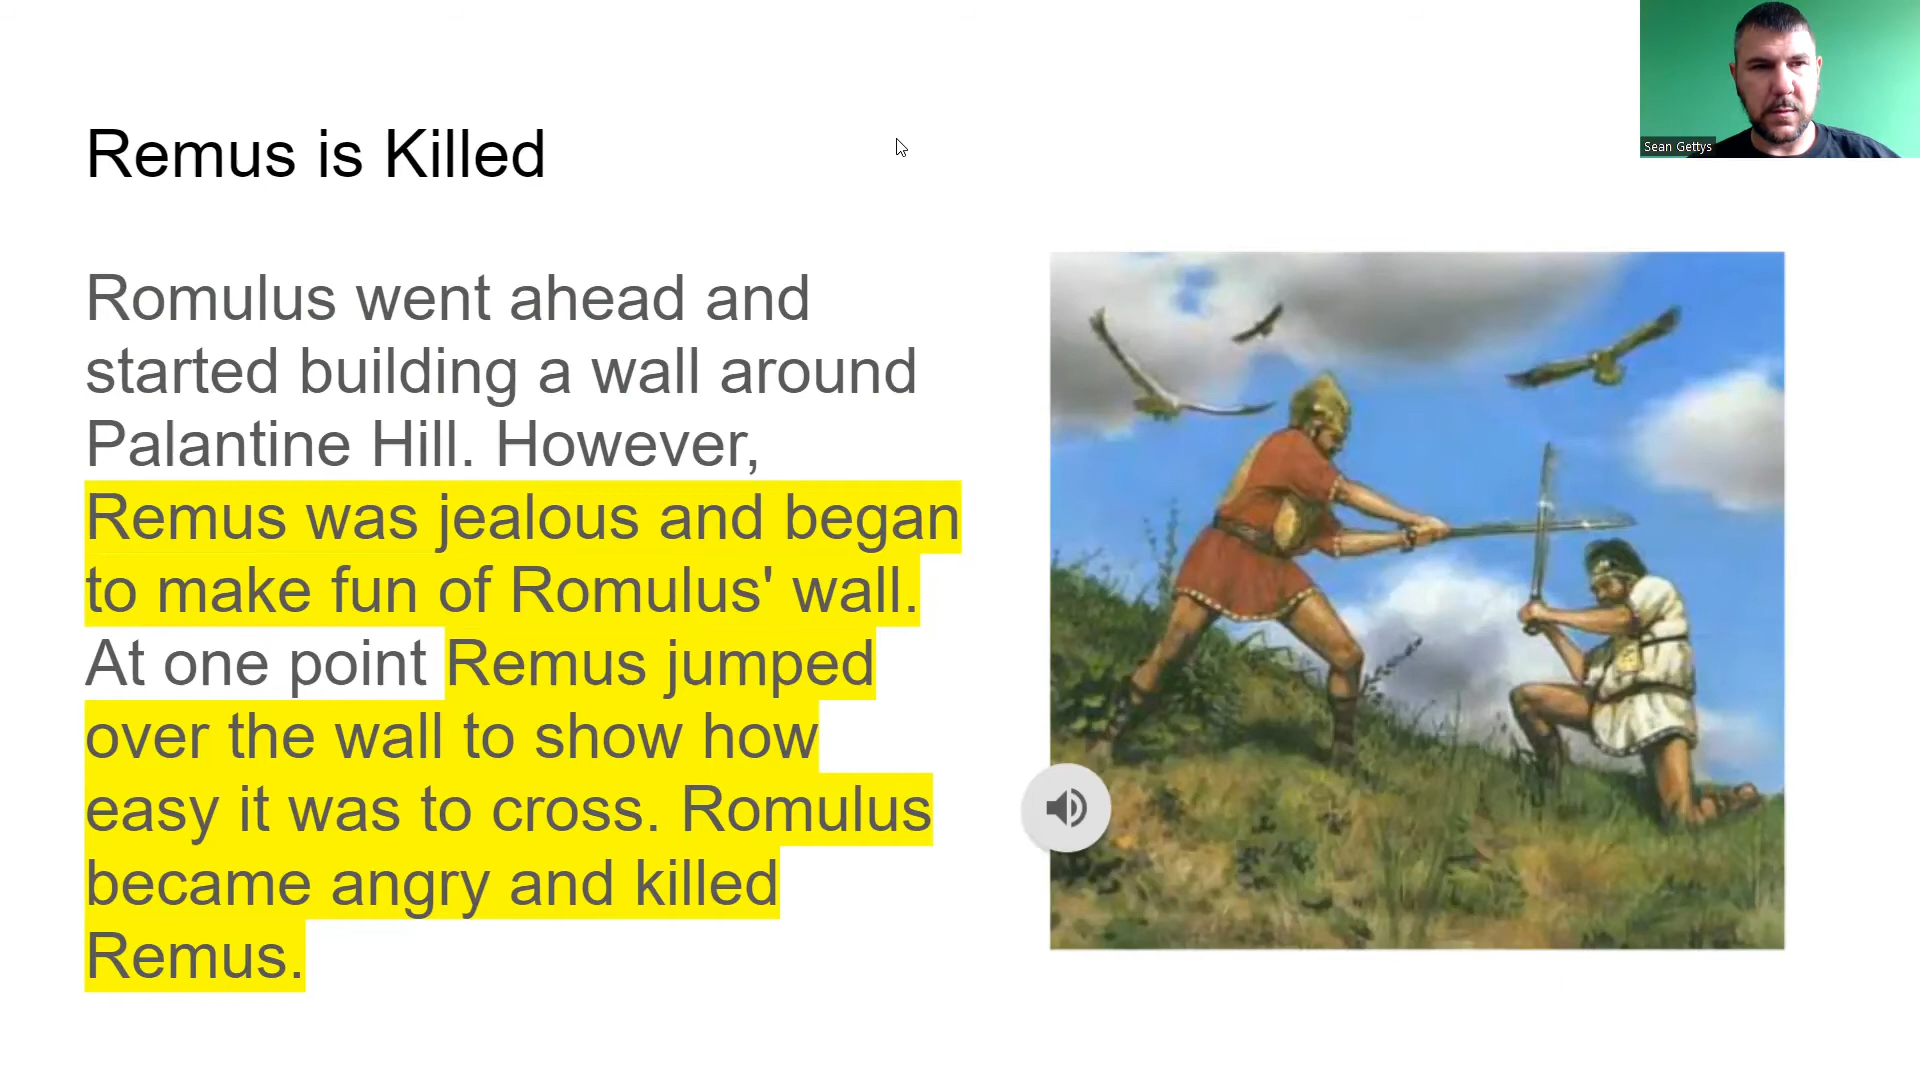 Sean Gettys
Remus is Killed
Romulus went ahead and
started building a wall around
Palantine Hill. However,
Remus was jealous and began
to make fun of Romulus' wall.
At one point Remus jumped
over the wall to show how
easy it was to cross. Romulus
became angry and killed
Remus.